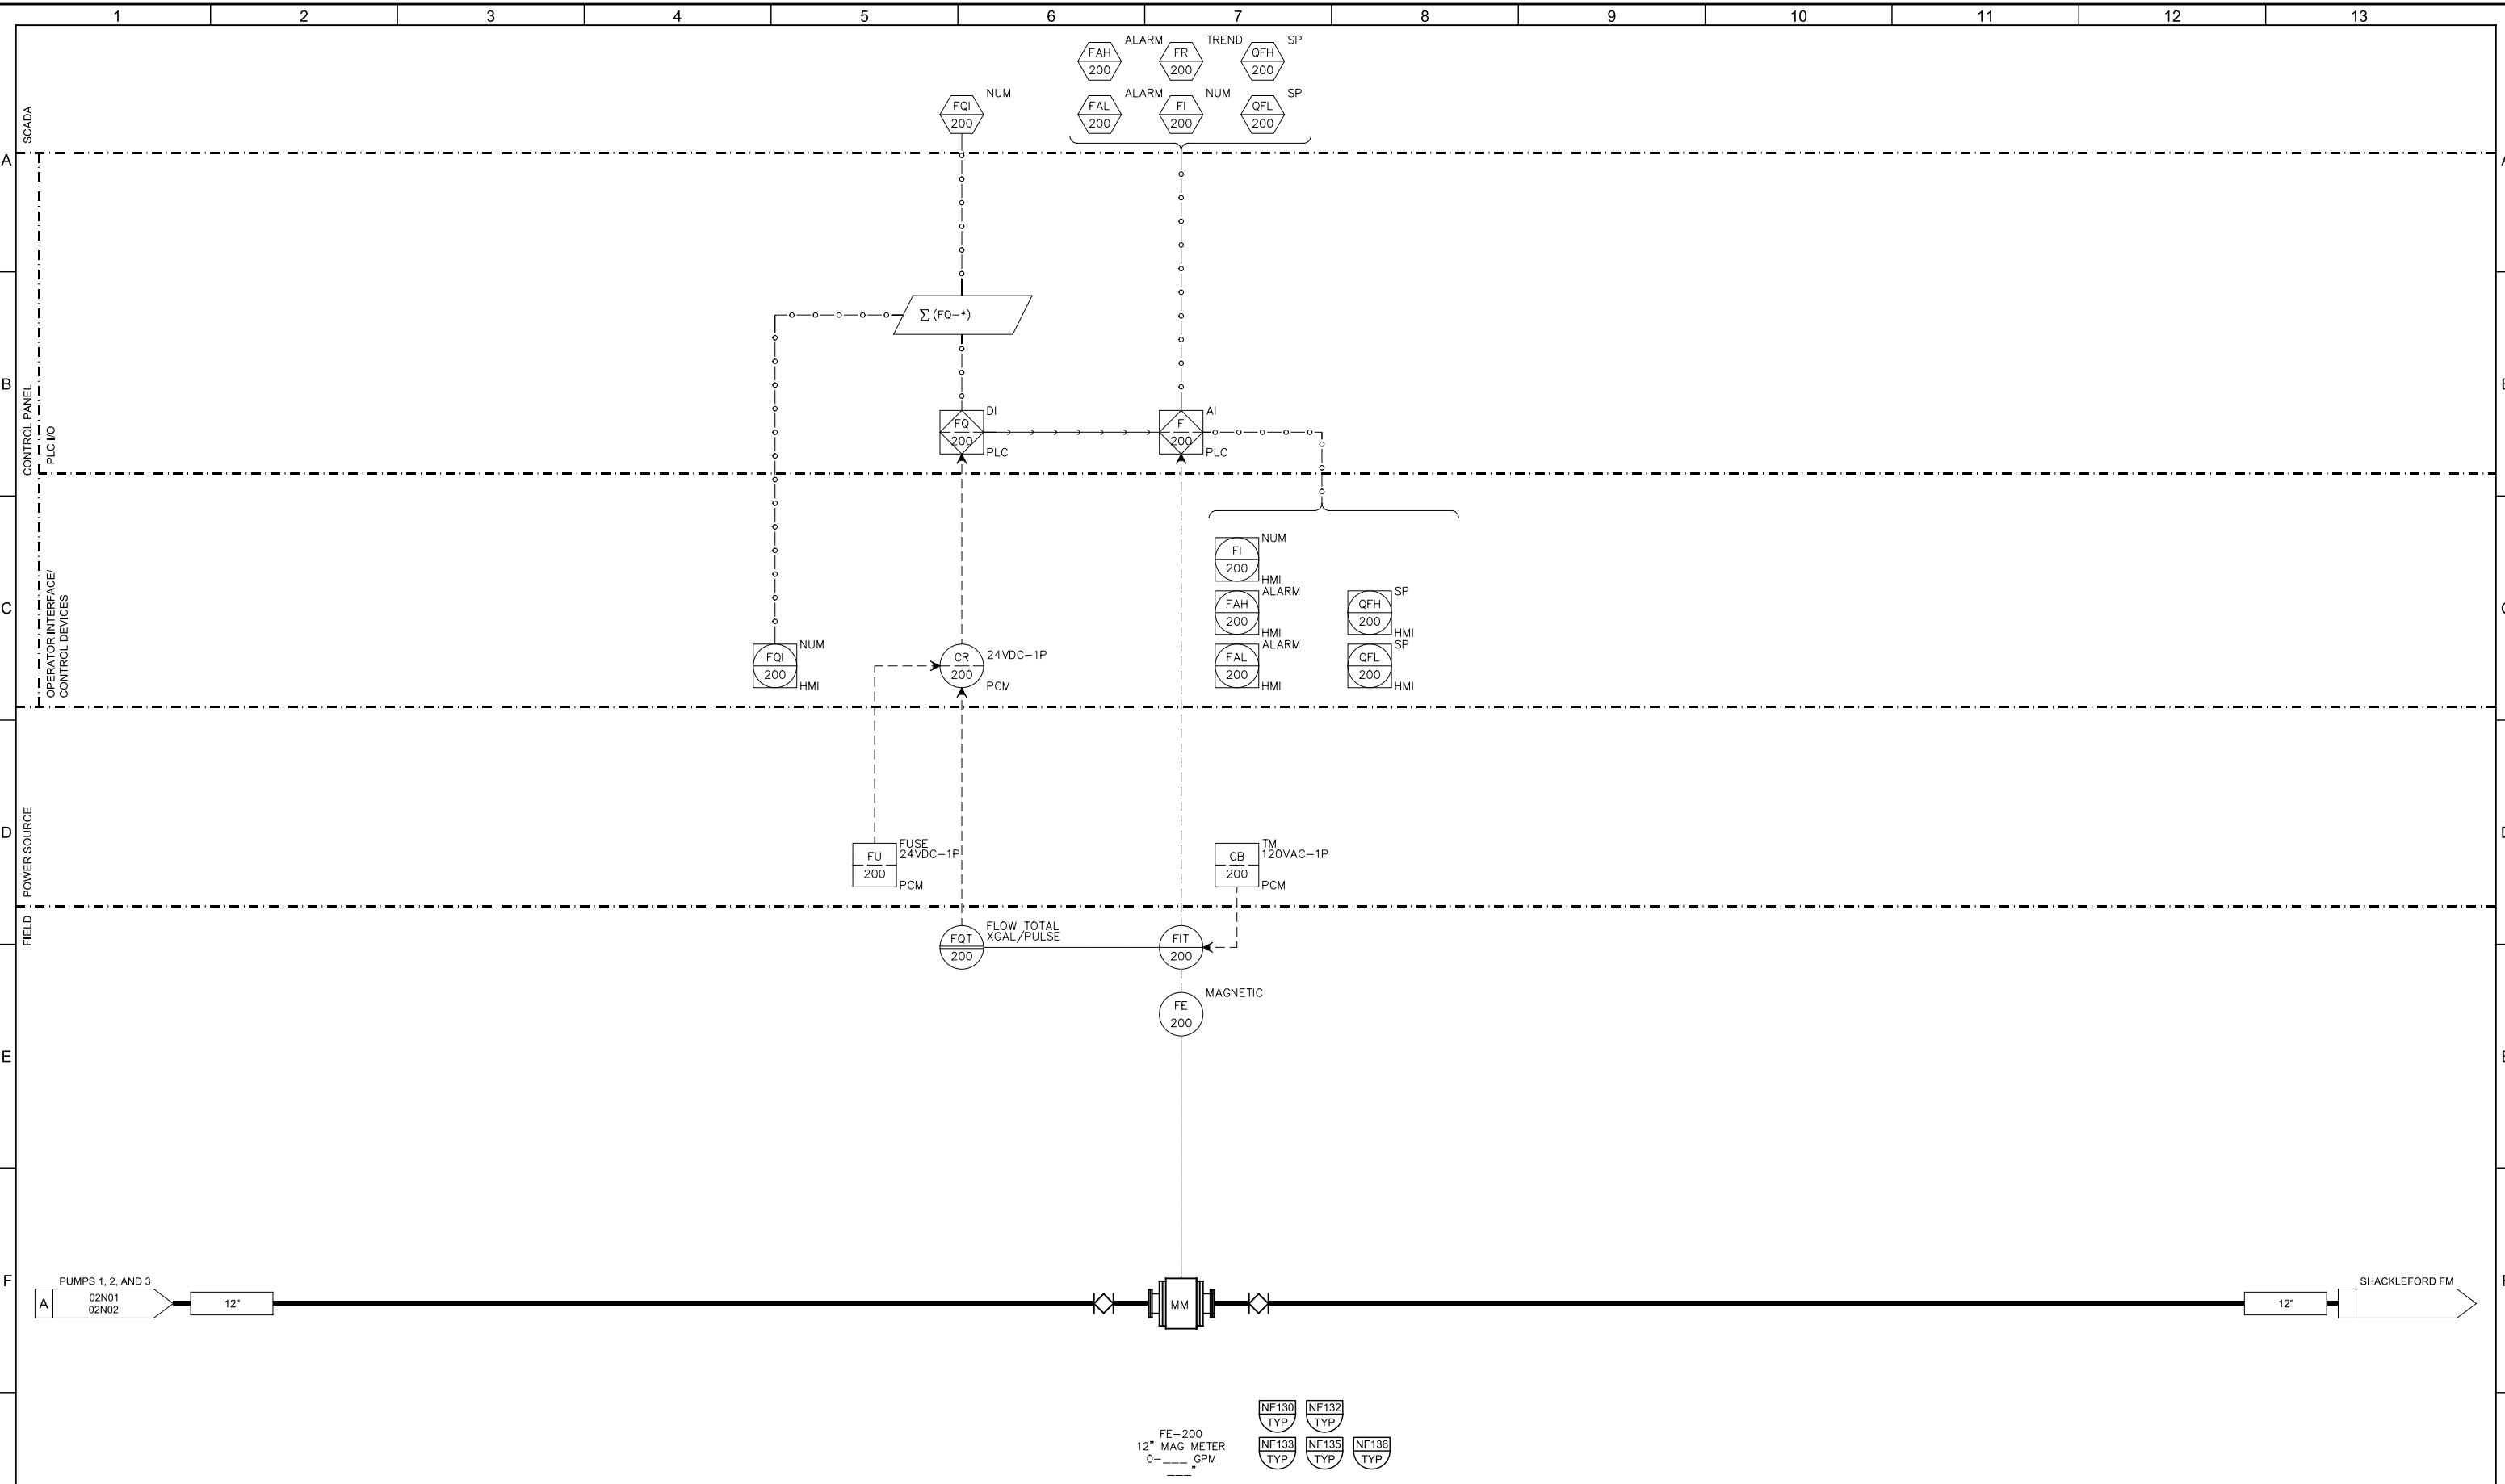 1 2 3 4 5 6 7 8 9 10 11 12 13
SCADA
FAH 200 ALARM
FR 200 TREND
QFH 200 SP
FQI 200 NUM
FAL 200 ALARM
FI 200 NUM
QFL 200 SP
A
CONTROL PANEL
PLC I/O
Σ(FQ-*)
B
FQ 200 DI PLC
F 200 AI PLC
OPERATOR INTERFACE/
CONTROL DEVICES
FI 200 NUM HMI
C
FAH 200 ALARM HMI
QFH 200 SP HMI
FQI 200 NUM HMI
CR 200 24VDC-1P PCM
FAL 200 ALARM HMI
QFL 200 SP HMI
POWER SOURCE
D
FU 200 FUSE
24VDC-1P
PCM
CB 200 TM
120VAC-1P
PCM
FIELD
FQT 200 FLOW TOTAL
XGAL/PULSE
FIT 200
FE 200 MAGNETIC
E
F
PUMPS 1, 2, AND 3
A 02N01
02N02
12"
MM
12"
SHACKLEFORD FM
FE-200
12" MAG METER
0-___ GPM
___"
NF130 TYP
NF132 TYP
NF133 TYP
NF135 TYP
NF136 TYP